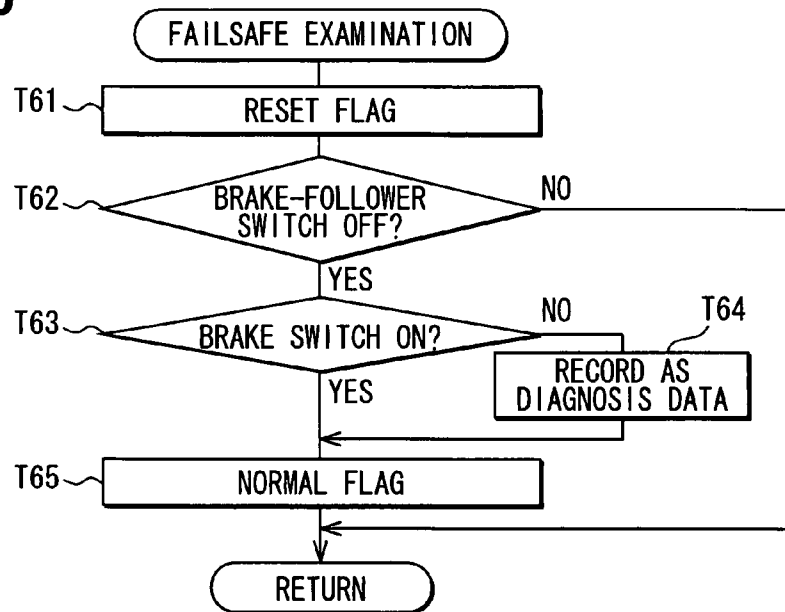 FAILSAFE EXAMINATION
T61
RESET FLAG
T62
BRAKE-FOLLOWER
SWITCH OFF?
NO
YES
T63
BRAKE SWITCH ON?
NO
T64
RECORD AS
DIAGNOSIS DATA
YES
T65
NORMAL FLAG
RETURN